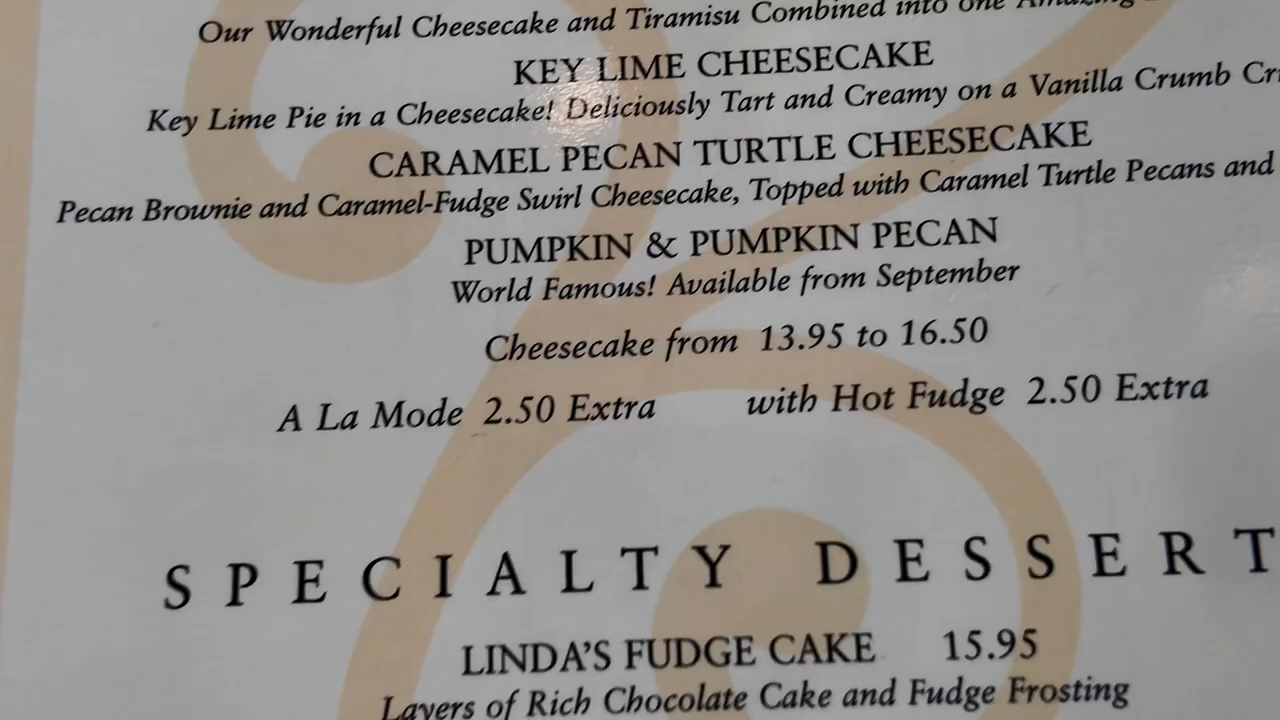 Our Wonderful Cheesecake and Tiramisu Combined into one
KEY LIME CHEESECAKE
Key Lime Pie in a Cheesecake! Deliciously Tart and Creamy on a Vanilla Crumb
CARAMEL PECAN TURTLE CHEESECAKE
Pecan Brownie and Caramel-Fudge Swirl Cheesecake, Topped with Caramel Turtle Pecans and
PUMPKIN & PUMPKIN PECAN
World Famous! Available from September
Cheesecake from 13.95 to 16.50
A La Mode 2.50 Extra with Hot Fudge 2.50 Extra
SPECIALTY DESSERT
LINDA'S FUDGE CAKE 15.95
Layers of Rich Chocolate Cake and Fudge Frosting